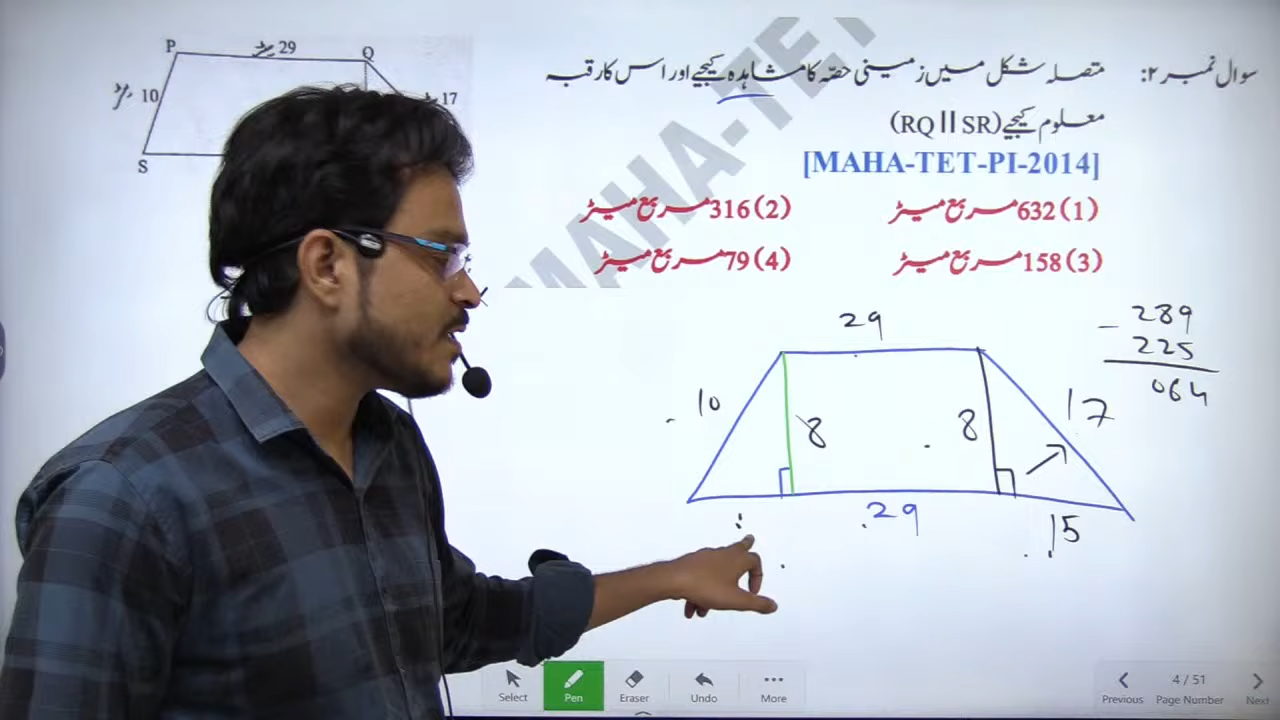 P 29 Q
10 17
S
سوال نمبر ۲: متصلہ شکل میں زمینی حصّہ کا مشاہدہ کیجیے اور اس کا رقبہ
معلوم کیجیے (RQ || SR)
[MAHA-TET-PI-2014]
(1) 632 مربع میٹر (2) 316 مربع میٹر
(3) 158 مربع میٹر (4) 79 مربع میٹر
MAHA-TET
29
289
- 225
064
10 8 8 17
29 15
Select Pen Eraser Undo More
Previous 4 / 51 Page Number Next